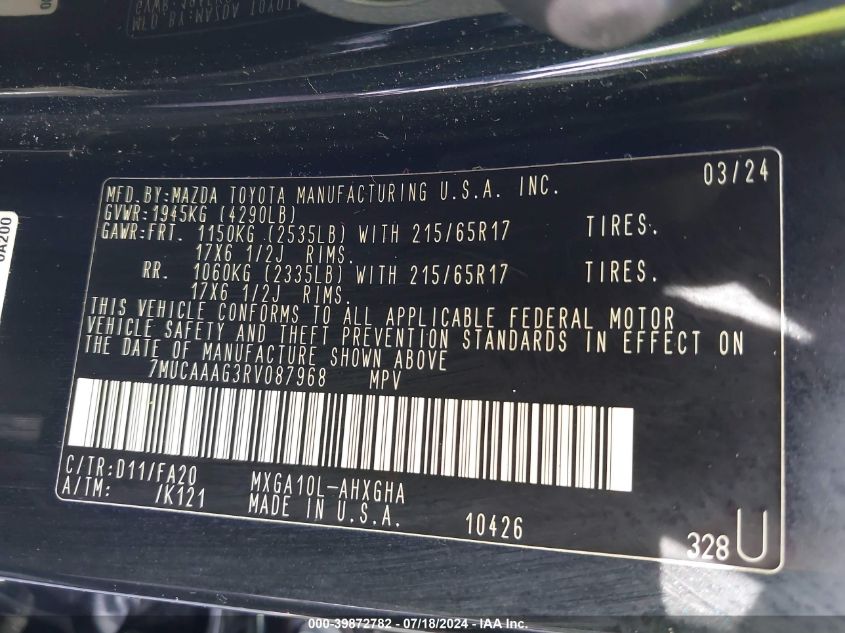 0A200
03/24
MFD.BY:MAZDA TOYOTA MANUFACTURING U.S.A. INC.
GVWR:1945KG (4290LB)
GAWR:FRT. 1150KG (2535LB) WITH 215/65R17 TIRES.
17X6 1/2J RIMS.
RR. 1060KG (2335LB) WITH 215/65R17 TIRES.
17X6 1/2J RIMS.
THIS VEHICLE CONFORMS TO ALL APPLICABLE FEDERAL MOTOR
VEHICLE SAFETY AND THEFT PREVENTION STANDARDS IN EFFECT ON
THE DATE OF MANUFACTURE SHOWN ABOVE
7MUCAAAG3RV087968 MPV
C/TR:D11/FA20 MXGA10L-AHXGHA
A/TM: /K121 MADE IN U.S.A. 10426
328U
000-39872782 - 07/18/2024 - IAA Inc.